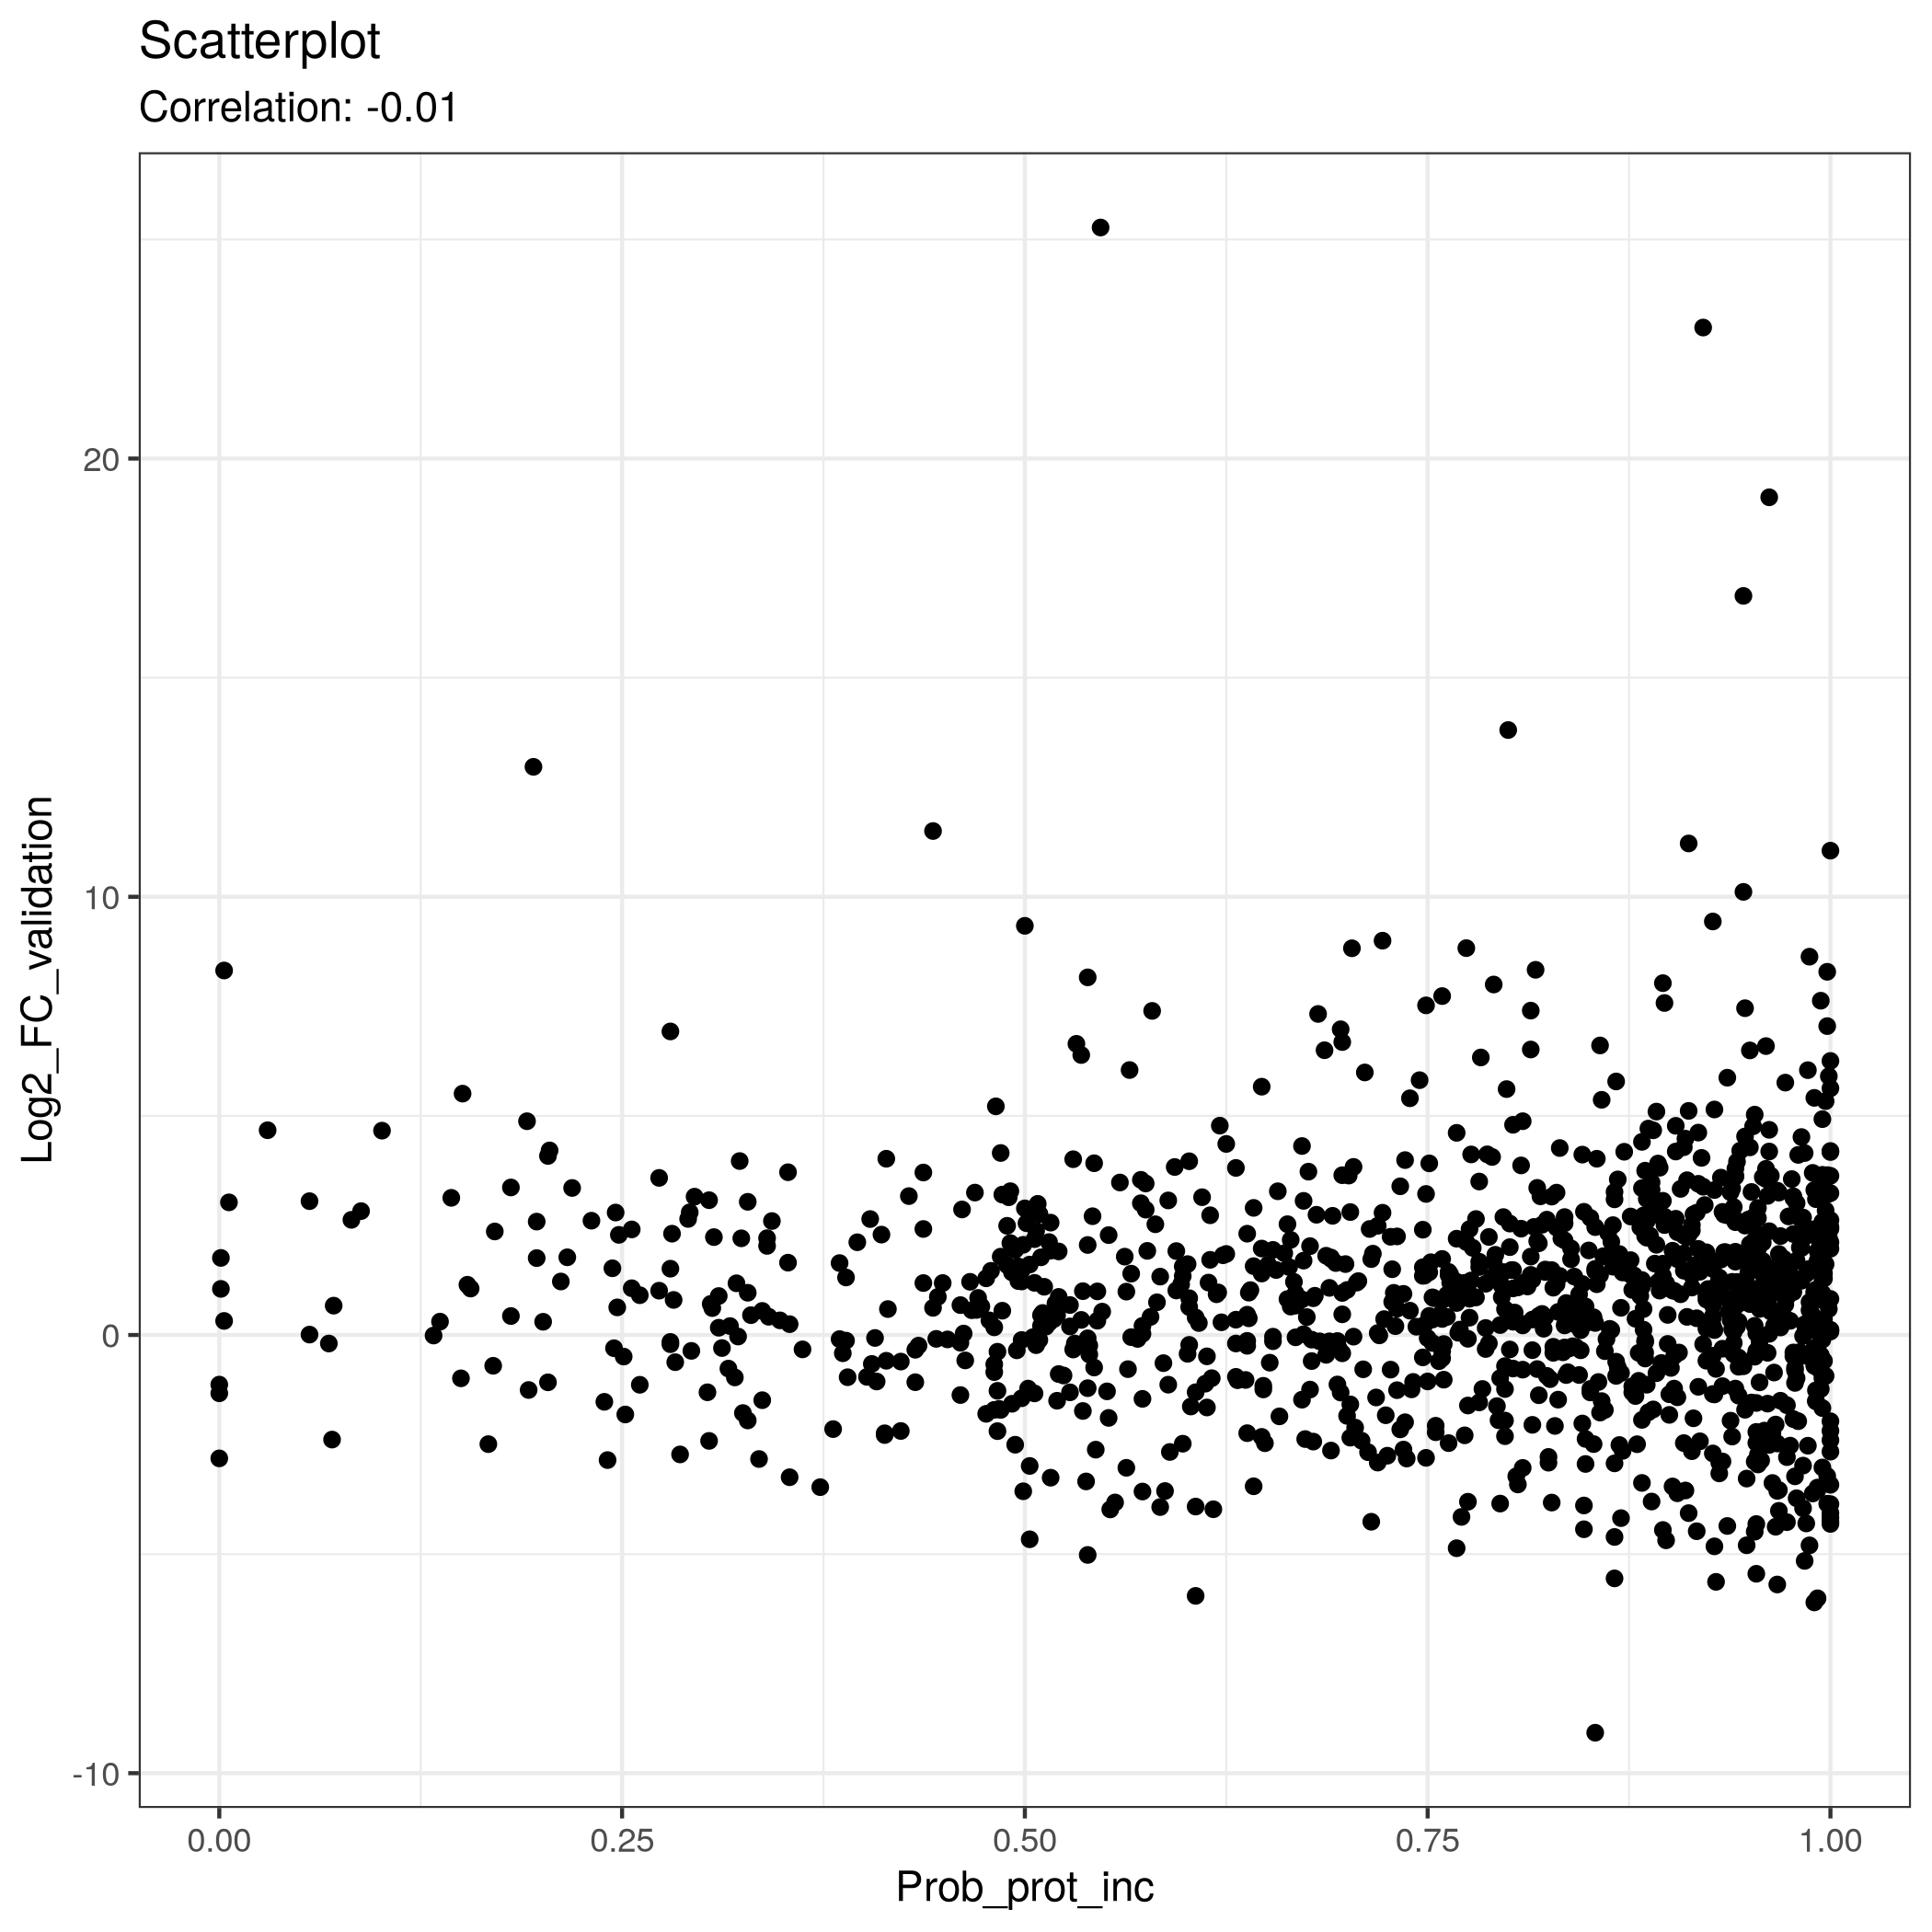 Scatterplot
Correlation: -0.01
Log2_FC_validation
20
10
0
-10
0.00
0.25
0.50
0.75
1.00
Prob_prot_inc